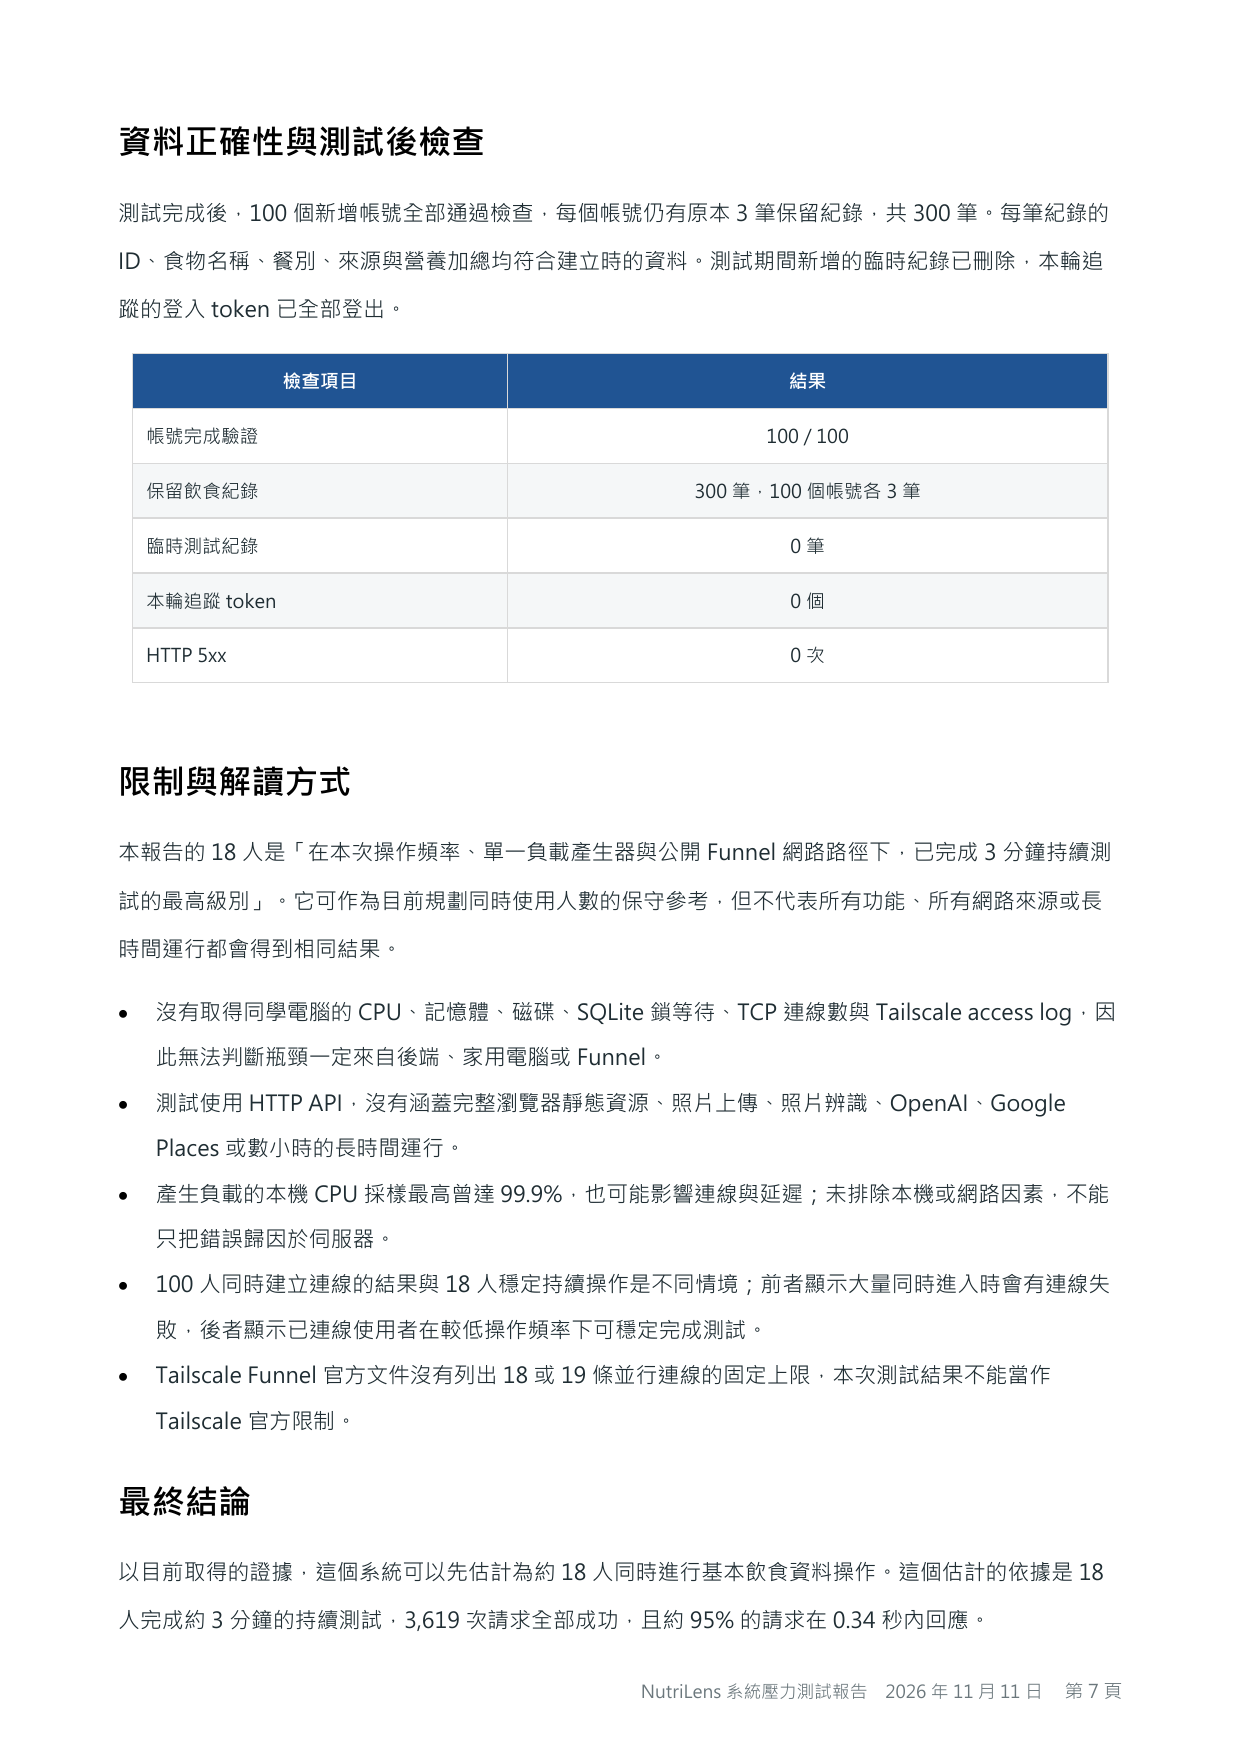 資料正確性與測試後檢查
測試完成後，100 個新增帳號全部通過檢查，每個帳號仍有原本 3 筆保留紀錄，共 300 筆。每筆紀錄的
ID、食物名稱、餐別、來源與營養加總均符合建立時的資料。測試期間新增的臨時紀錄已刪除，本輪追
蹤的登入 token 已全部登出。
檢查項目 結果
帳號完成驗證 100 / 100
保留飲食紀錄 300 筆，100 個帳號各 3 筆
臨時測試紀錄 0 筆
本輪追蹤 token 0 個
HTTP 5xx 0 次
限制與解讀方式
本報告的 18 人是「在本次操作頻率、單一負載產生器與公開 Funnel 網路路徑下，已完成 3 分鐘持續測
試的最高級別」。它可作為目前規劃同時使用人數的保守參考，但不代表所有功能、所有網路來源或長
時間運行都會得到相同結果。
• 沒有取得同學電腦的 CPU、記憶體、磁碟、SQLite 鎖等待、TCP 連線數與 Tailscale access log，因
此無法判斷瓶頸一定來自後端、家用電腦或 Funnel。
• 測試使用 HTTP API，沒有涵蓋完整瀏覽器靜態資源、照片上傳、照片辨識、OpenAI、Google
Places 或數小時的長時間運行。
• 產生負載的本機 CPU 採樣最高曾達 99.9%，也可能影響連線與延遲；未排除本機或網路因素，不能
只把錯誤歸因於伺服器。
• 100 人同時建立連線的結果與 18 人穩定持續操作是不同情境；前者顯示大量同時進入時會有連線失
敗，後者顯示已連線使用者在較低操作頻率下可穩定完成測試。
• Tailscale Funnel 官方文件沒有列出 18 或 19 條並行連線的固定上限，本次測試結果不能當作
Tailscale 官方限制。
最終結論
以目前取得的證據，這個系統可以先估計為約 18 人同時進行基本飲食資料操作。這個估計的依據是 18
人完成約 3 分鐘的持續測試，3,619 次請求全部成功，且約 95% 的請求在 0.34 秒內回應。
NutriLens 系統壓力測試報告 2026 年 11 月 11 日 第 7 頁